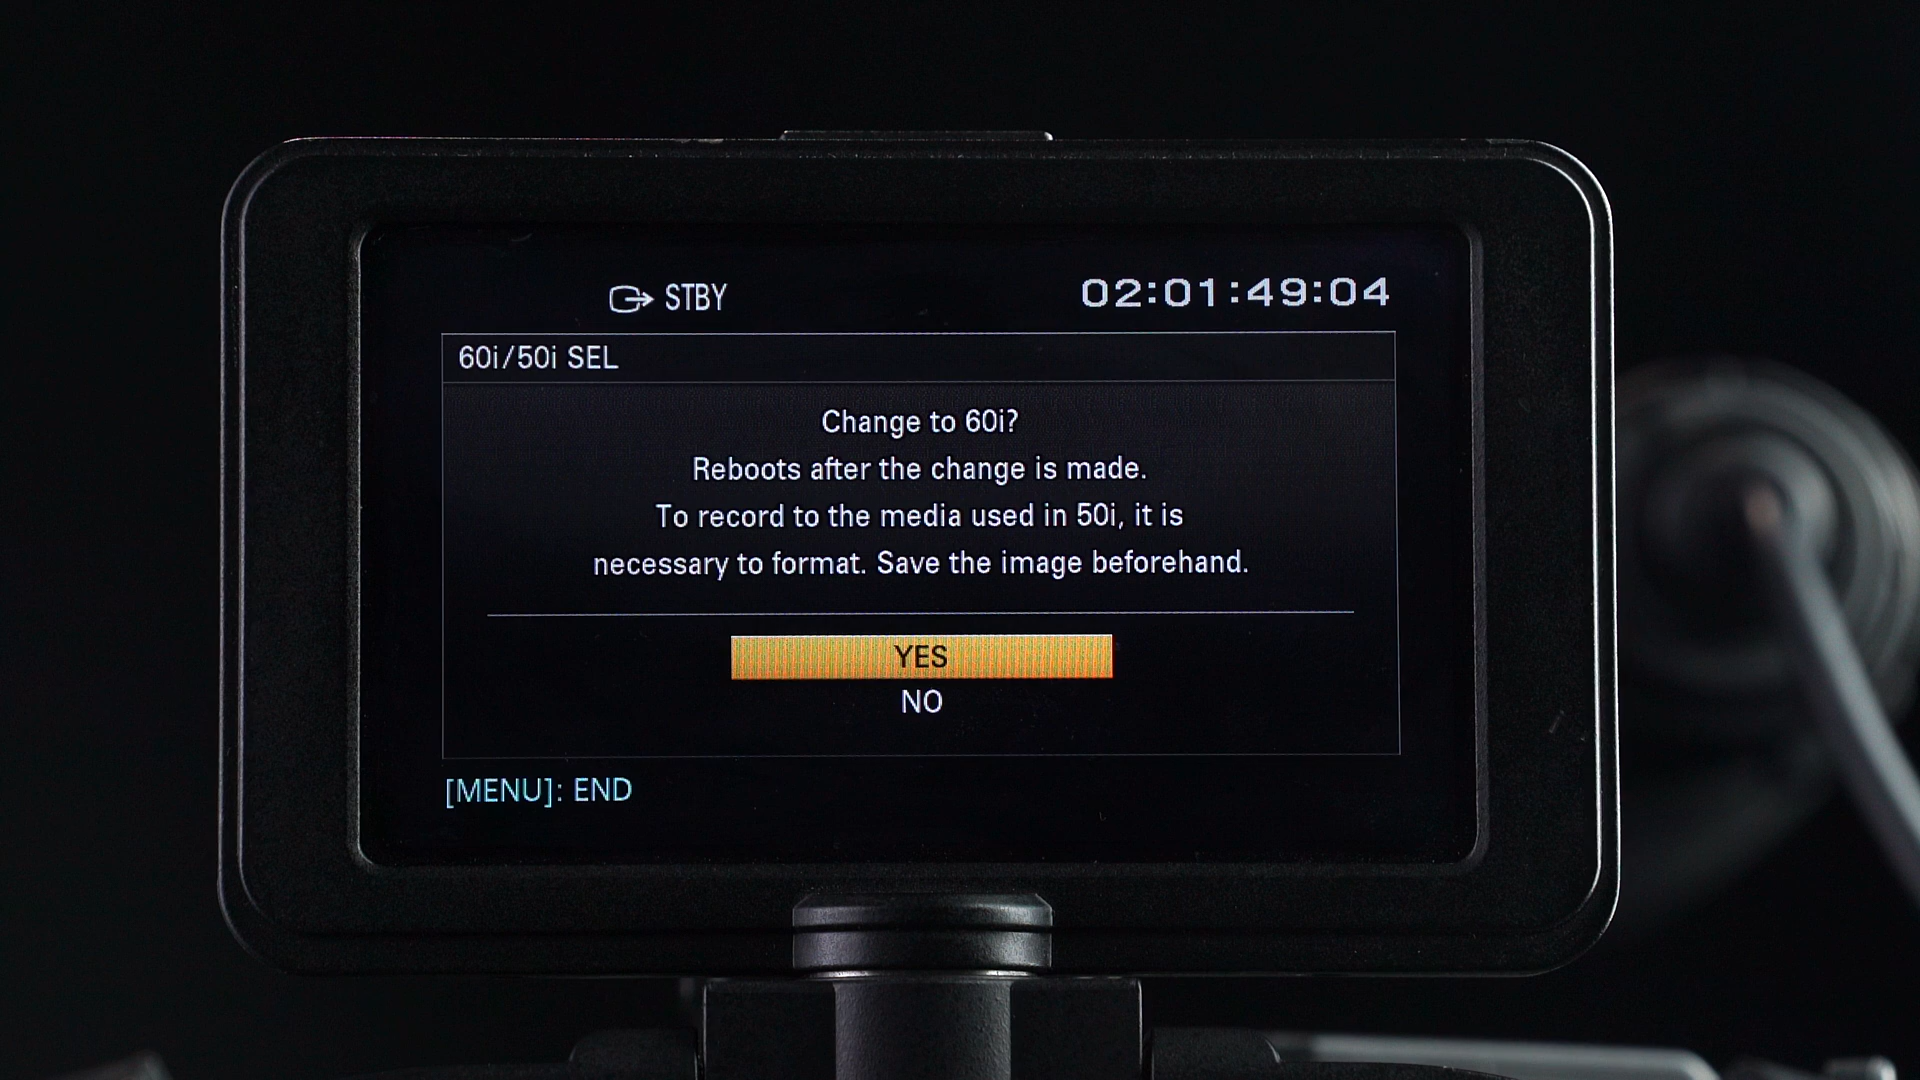 STBY 02:01:49:04
60i/50i SEL
Change to 60i?
Reboots after the change is made.
To record to the media used in 50i, it is
necessary to format. Save the image beforehand.
YES
NO
[MENU]: END